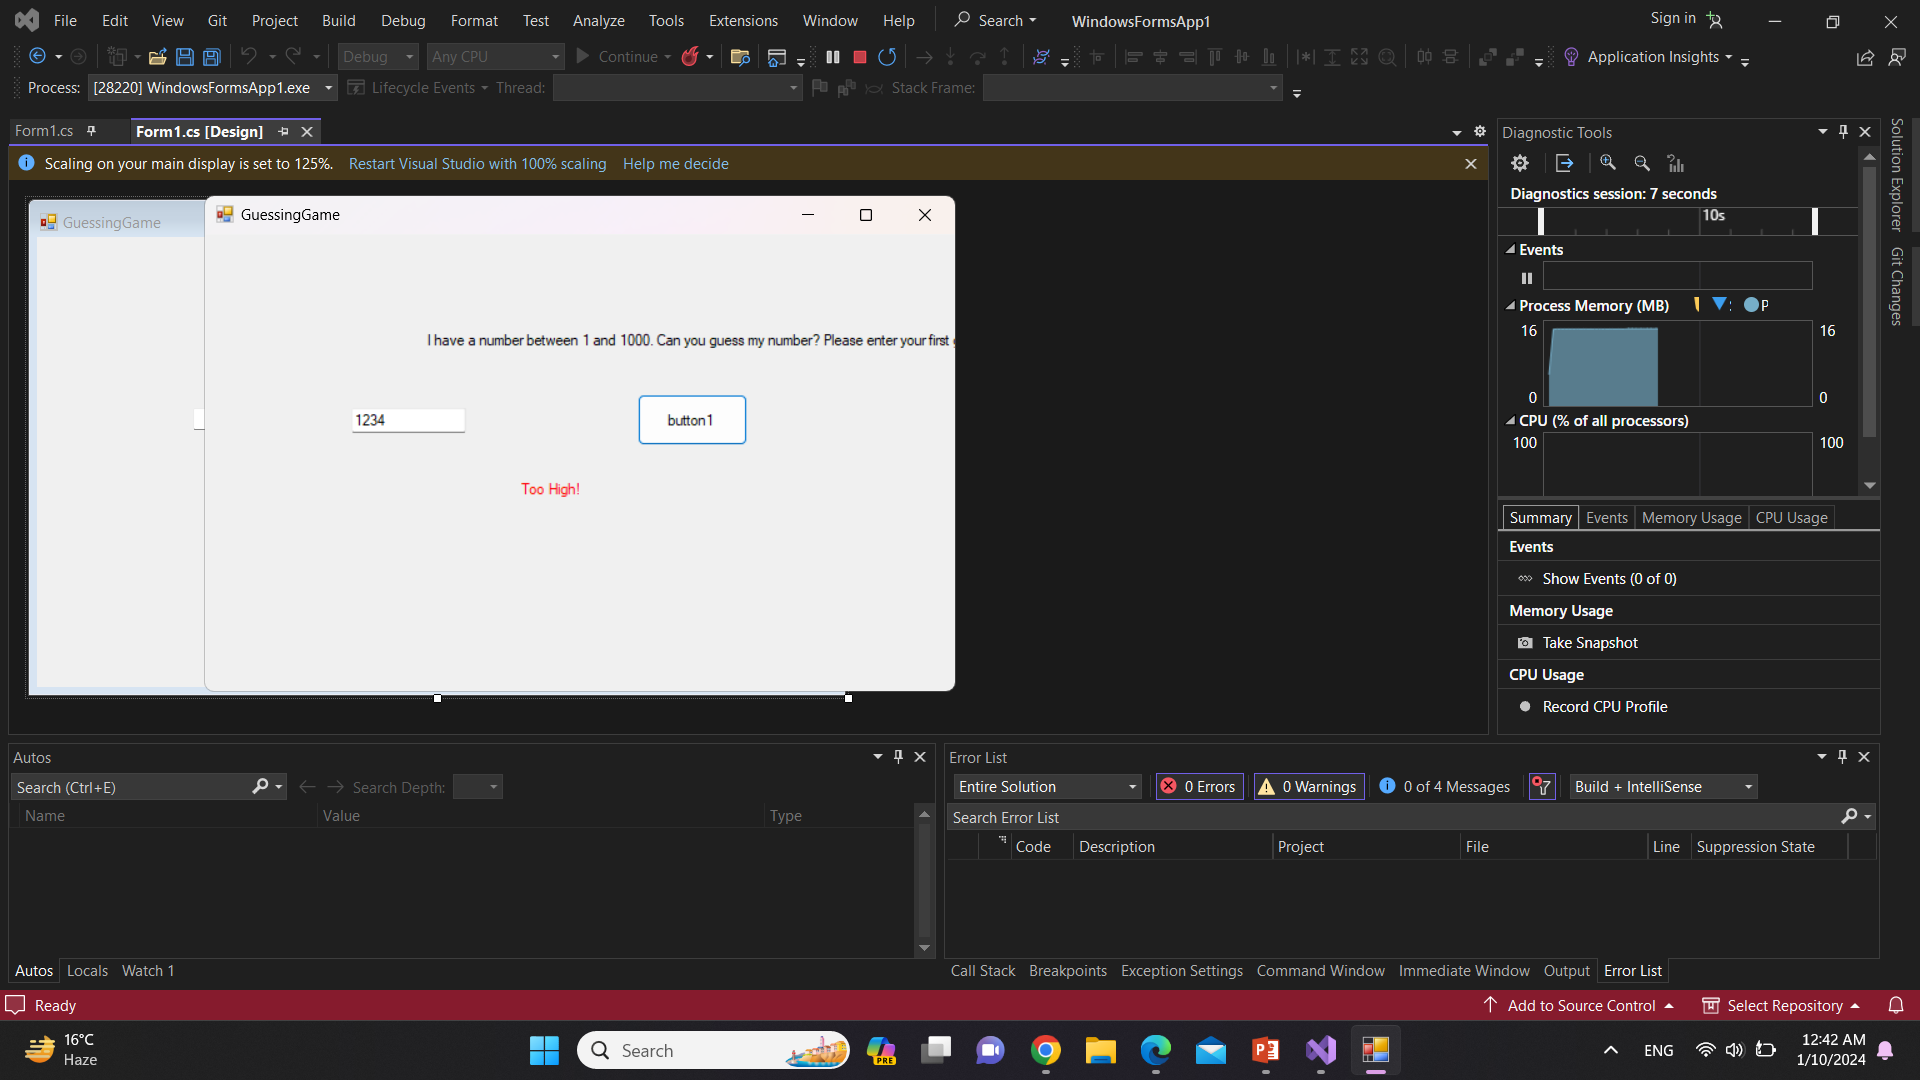 File Edit View Git Project Build Debug Format Test Analyze Tools Extensions Window Help Search WindowsFormsApp1 Sign in
Debug Any CPU Continue Application Insights
Process: [28220] WindowsFormsApp1.exe Lifecycle Events Thread: Stack Frame:
Form1.cs Form1.cs [Design]
Scaling on your main display is set to 125%. Restart Visual Studio with 100% scaling Help me decide
GuessingGame
GuessingGame
I have a number between 1 and 1000. Can you guess my number? Please enter your first
1234 button1
Too High!
Diagnostic Tools
Diagnostics session: 7 seconds
10s
Events
Process Memory (MB) P
16 16
0 0
CPU (% of all processors)
100 100
Summary Events Memory Usage CPU Usage
Events
Show Events (0 of 0)
Memory Usage
Take Snapshot
CPU Usage
Record CPU Profile
Solution Explorer
Git Changes
Autos
Search (Ctrl+E) Search Depth:
Name Value Type
Autos Locals Watch 1
Error List
Entire Solution 0 Errors 0 Warnings 0 of 4 Messages Build + IntelliSense
Search Error List
Code Description Project File Line Suppression State
Call Stack Breakpoints Exception Settings Command Window Immediate Window Output Error List
Ready Add to Source Control Select Repository
16°C
Haze
Search
PRE
ENG
12:42 AM
1/10/2024